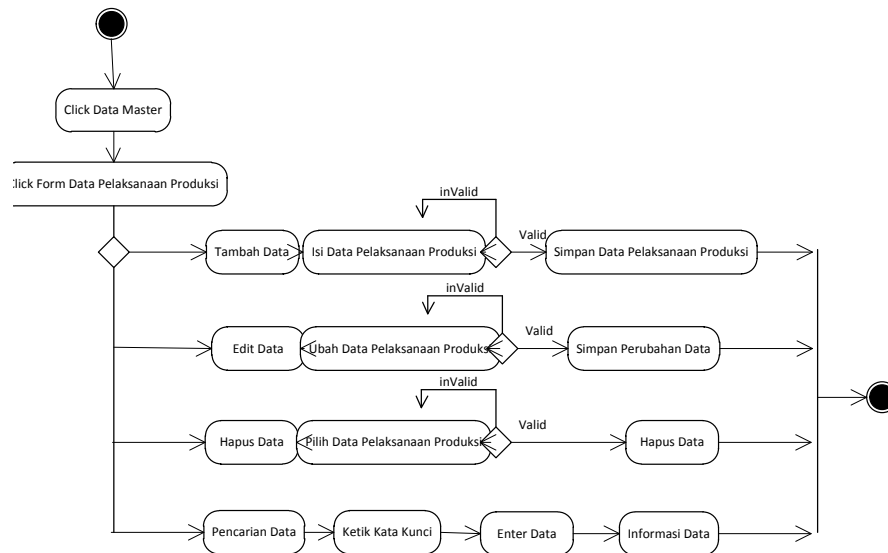 Click Data Master
Click Form Data Pelaksanaan Produksi
inValid
Tambah Data
Isi Data Pelaksanaan Produksi
Valid
Simpan Data Pelaksanaan Produksi
inValid
Edit Data
Ubah Data Pelaksanaan Produksi
Valid
Simpan Perubahan Data
inValid
Hapus Data
Pilih Data Pelaksanaan Produksi
Valid
Hapus Data
Pencarian Data
Ketik Kata Kunci
Enter Data
Informasi Data